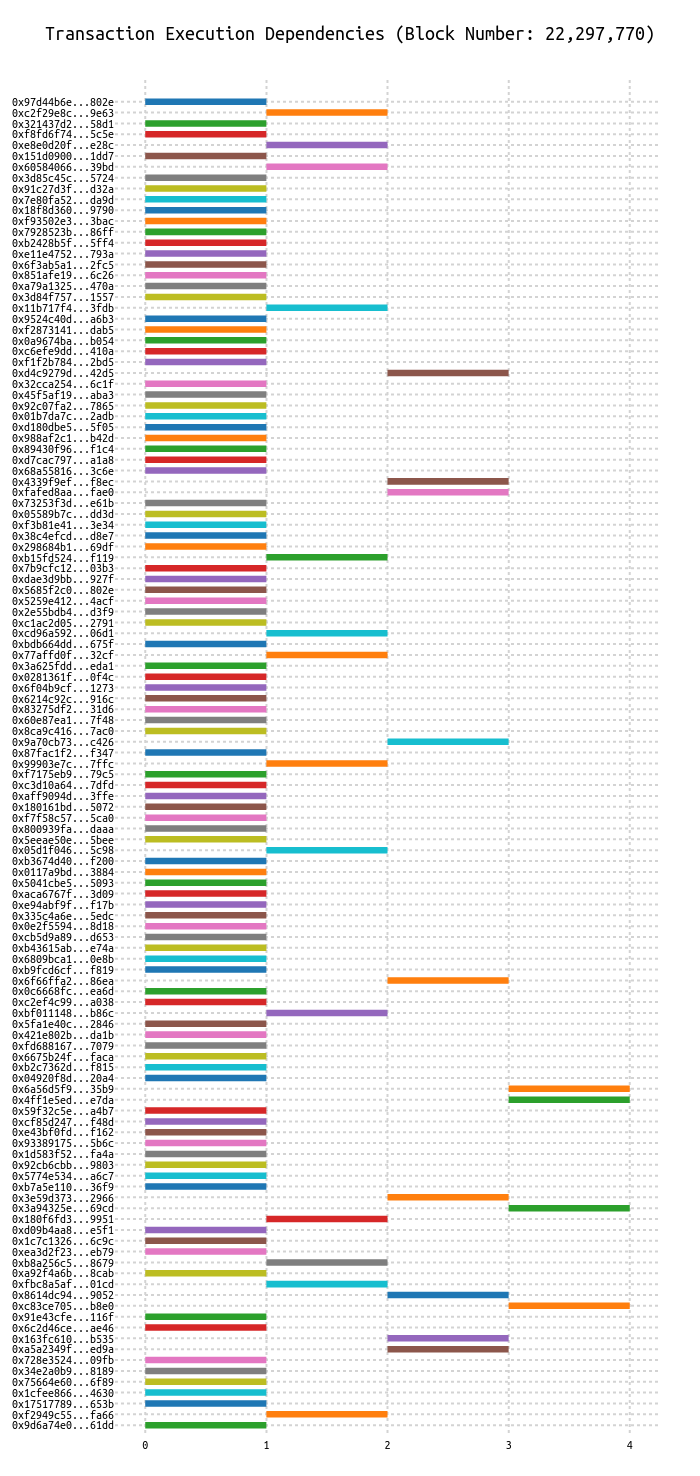 Transaction Execution Dependencies (Block Number: 22,297,770)
0x97d44b6e...802e
0xc2f29e8c...9e63
0x321437d2...58d1
0xf8fd6f74...5c5e
0xe8e0d20f...e28c
0x151d0900...1dd7
0x60584066...39bd
0x3d85c45c...5724
0x91c27d3f...d32a
0x7e80fa52...da9d
0x18f8d360...9790
0xf93502e3...3bac
0x7928523b...86ff
0xb2428b5f...5ff4
0xe11e4752...793a
0x6f3ab5a1...2fc5
0x851afe19...6c26
0xa79a1325...470a
0x3d84f757...1557
0x11b717f4...3fdb
0x9524c40d...a6b3
0xf2873141...dab5
0x0a9674ba...b054
0xc6efe9dd...410a
0xf1f2b784...2bd5
0xd4c9279d...42d5
0x32cca254...6c1f
0x45f5af19...aba3
0x92c07fa2...7865
0x01b7da7c...2adb
0xd180dbe5...5f05
0x988af2c1...b42d
0x89430f96...f1c4
0xd7cac797...a1a8
0x68a55816...3c6e
0x4339f9ef...f8ec
0xfafed8aa...fae0
0x73253f3d...e61b
0x05589b7c...dd3d
0xf3b81e41...3e34
0x38c4efcd...d8e7
0x298684b1...69df
0xb15fd524...f119
0x7b9cfc12...03b3
0xdae3d9bb...927f
0x5685f2c0...802e
0x5259e412...4acf
0x2e55bdb4...d3f9
0xc1ac2d05...2791
0xcd96a592...06d1
0xbdb664dd...675f
0x77affd0f...32cf
0x3a625fdd...eda1
0x0281361f...0f4c
0x6f04b9cf...1273
0x6214c92c...916c
0x83275df2...31d6
0x60e87ea1...7f48
0x8ca9c416...7ac0
0x9a70cb73...c426
0x87fac1f2...f347
0x99903e7c...7ffc
0xf7175eb9...79c5
0xc3d10a64...7dfd
0xaff9094d...3ffe
0x180161bd...5072
0xf7f58c57...5ca0
0x800939fa...daaa
0x5eeae50e...5bee
0x05d1f046...5c98
0xb3674d40...f200
0x0117a9bd...3884
0x5041cbe5...5093
0xaca6767f...3d09
0xe94abf9f...f17b
0x335c4a6e...5edc
0x0e2f5594...8d18
0xcb5d9a89...d653
0xb43615ab...e74a
0x6809bca1...0e8b
0xb9fcd6cf...f819
0x6f66ffa2...86ea
0x0c6668fc...ea6d
0xc2ef4c99...a038
0xbf011148...b86c
0x5fa1e40c...2846
0x421e802b...da1b
0xfd688167...7079
0x6675b24f...faca
0xb2c7362d...f815
0x04920f8d...20a4
0x6a56d5f9...35b9
0x4ff1e5ed...e7da
0x59f32c5e...a4b7
0xcf85d247...f48d
0xe43bf0fd...f162
0x93389175...5b6c
0x1d583f52...fa4a
0x92cb6cbb...9803
0x5774e534...a6c7
0xb7a5e110...36f9
0x3e59d373...2966
0x3a94325e...69cd
0x180f6fd3...9951
0xd09b4aa8...e5f1
0x1c7c1326...6c9c
0xea3d2f23...eb79
0xb8a256c5...8679
0xa92f4a6b...8cab
0xfbc8a5af...01cd
0x8614dc94...9052
0xc83ce705...b8e0
0x91e43cfe...116f
0x6c2d46ce...ae46
0x163fc610...b535
0xa5a2349f...ed9a
0x728e3524...09fb
0x34e2a0b9...8189
0x75664e60...6f89
0x1cfee866...4630
0x17517789...653b
0xf2949c55...fa66
0x9d6a74e0...61dd
0 1 2 3 4